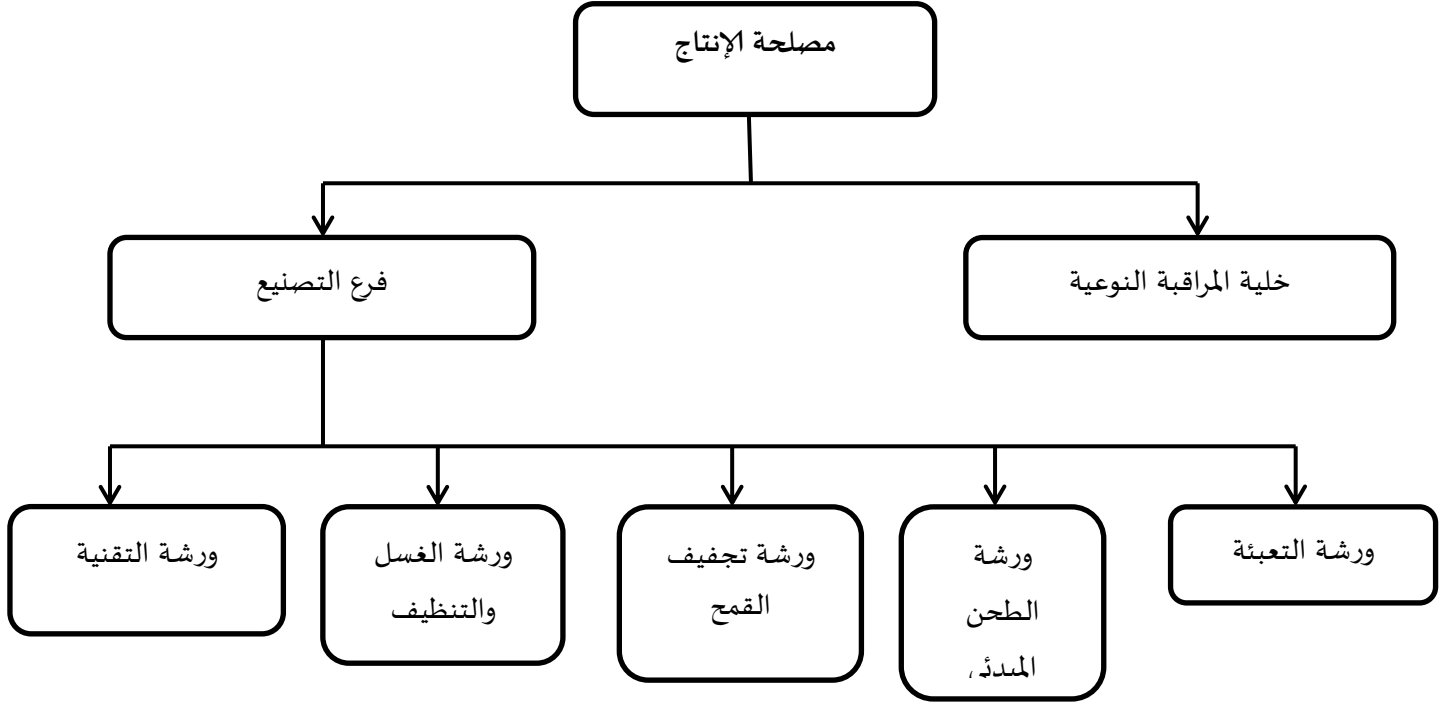 مصلحة الإنتاج
خلية المراقبة النوعية
فرع التصنيع
ورشة التعبئة
ورشة
الطحن
المبدئي
ورشة تجفيف
القمح
ورشة الغسل
والتنظيف
ورشة التقنية